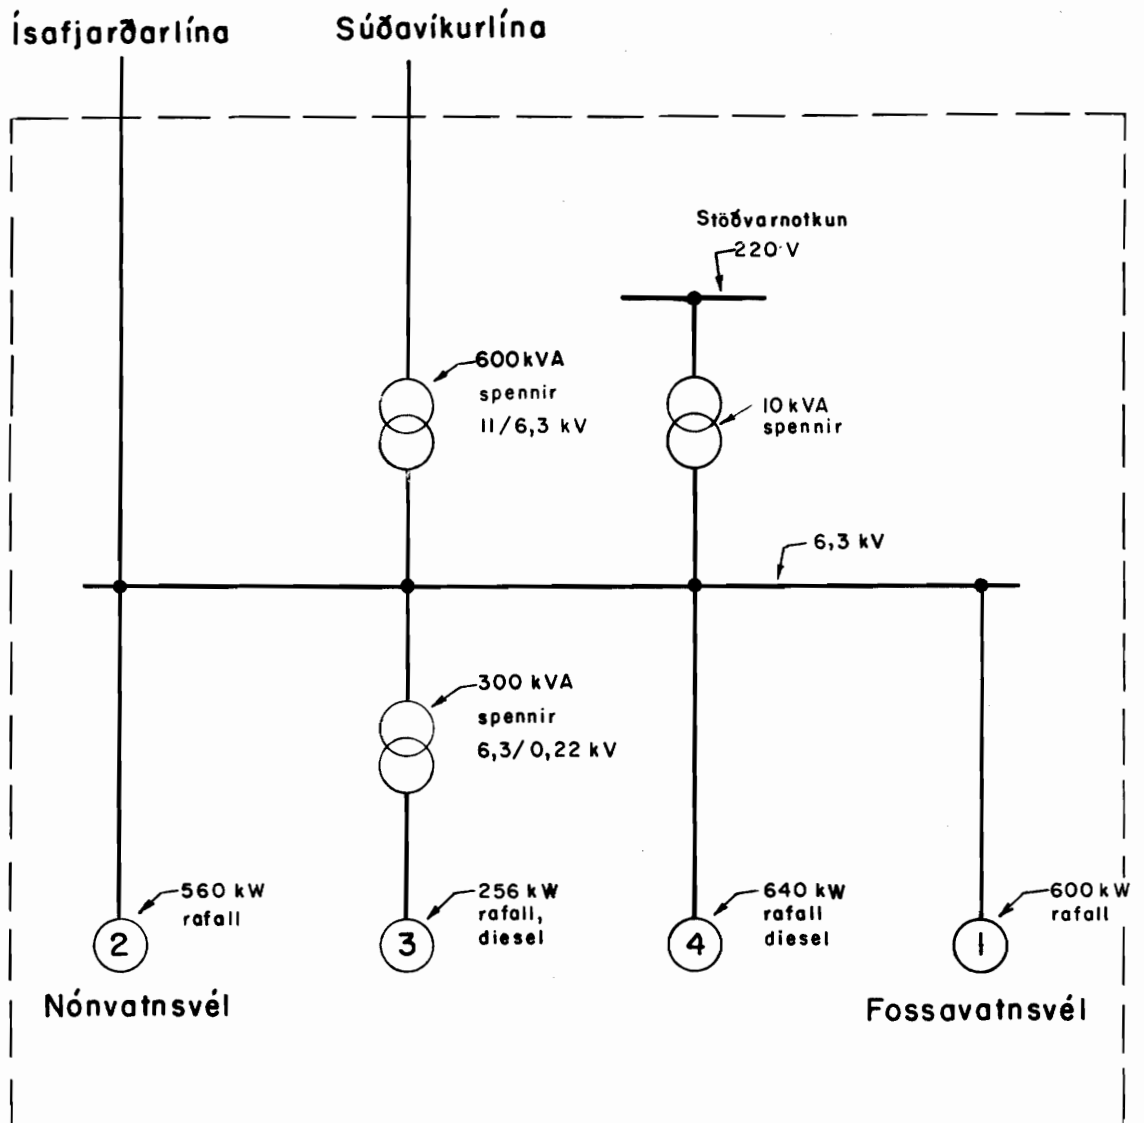 Ísafjarðarlína
Súðavíkurlína
Stöðvarnotkun
220 V
600 kVA
spennir
11/6,3 kV
10 kVA
spennir
6,3 kV
300 kVA
spennir
6,3/0,22 kV
560 kW
rafall
256 kW
rafall,
diesel
640 kW
rafall
diesel
600 kW
rafall
2
3
4
1
Nónvatnsvél
Fossavatnsvél